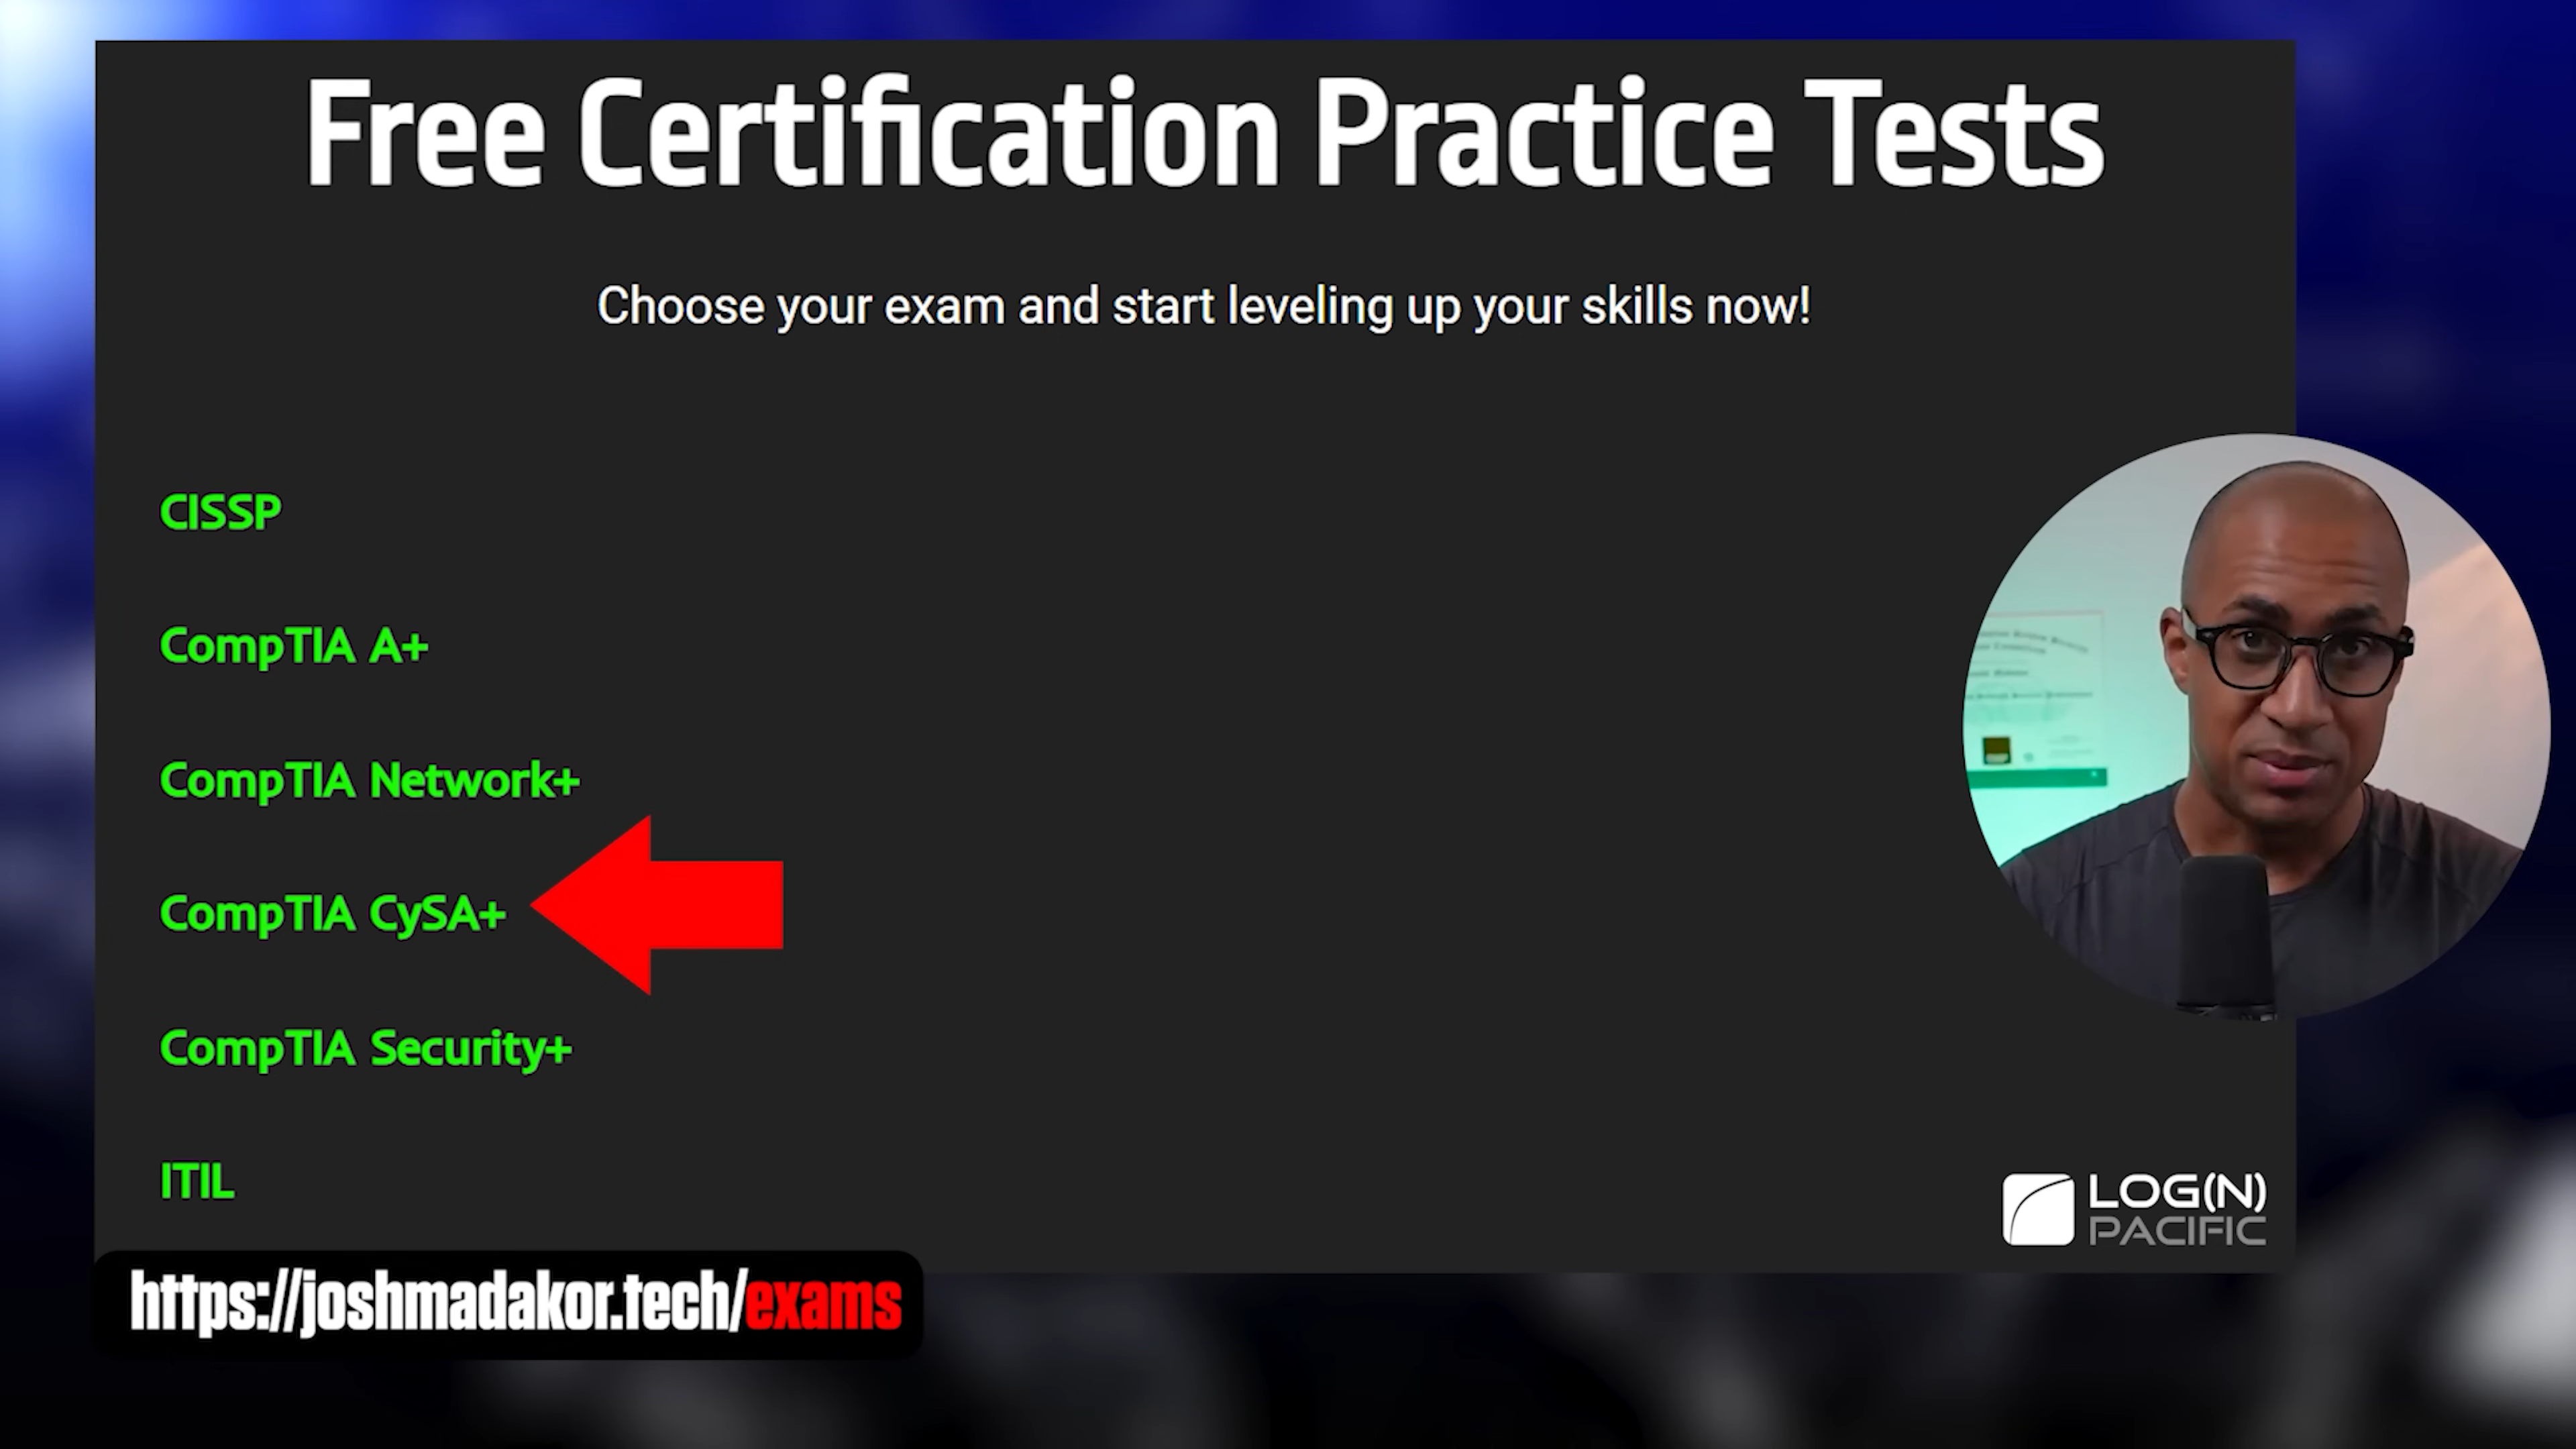 Free Certification Practice Tests
Choose your exam and start leveling up your skills now!
CISSP
CompTIA A+
CompTIA Network+
CompTIA CySA+
CompTIA Security+
ITIL
LOG(N)
PACIFIC
https://joshmadakor.tech/exams